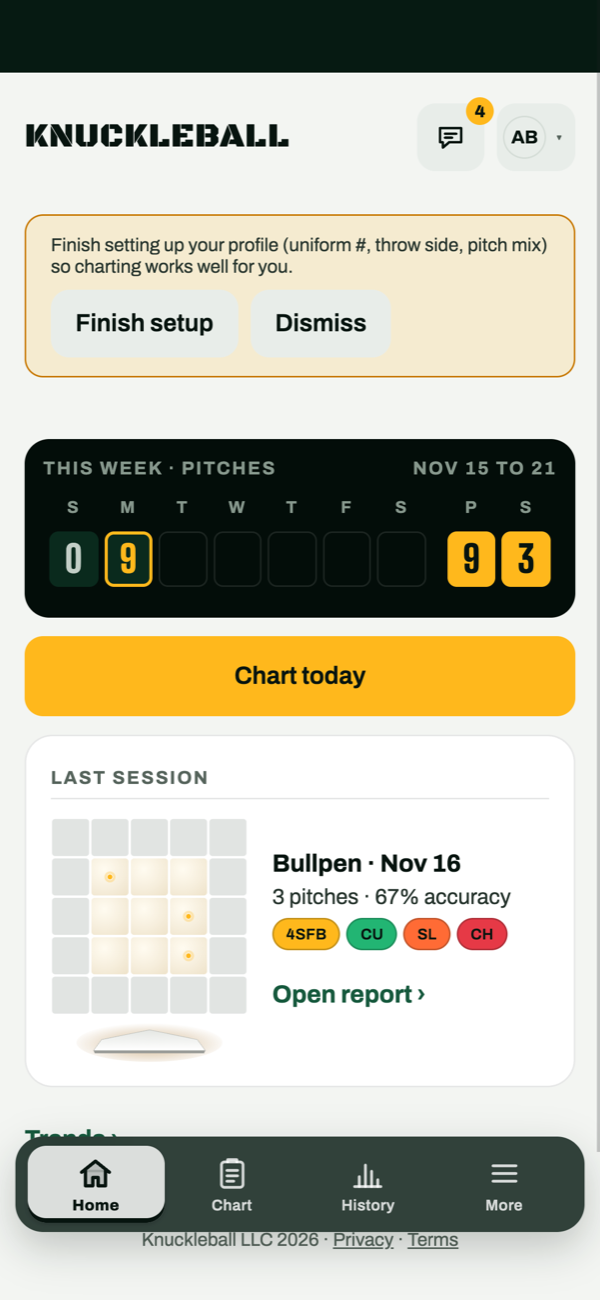 KNUCKLEBALL
4
AB
Finish setting up your profile (uniform #, throw side, pitch mix)
so charting works well for you.
Finish setup
Dismiss
THIS WEEK · PITCHES
NOV 15 TO 21
S M T W T F S P S
0 9 9 3
Chart today
LAST SESSION
Bullpen · Nov 16
3 pitches · 67% accuracy
4SFB CU SL CH
Open report ›
Trends ›
Home Chart History More
Knuckleball LLC 2026 · Privacy · Terms